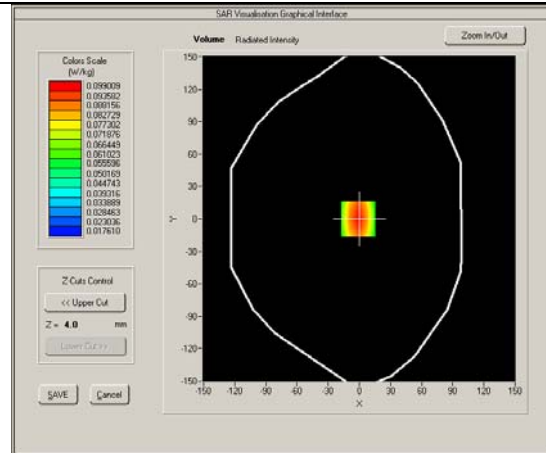 SAR Visualisation Graphical Interface
Volume Radiated Intensity
Zoom In/Out
Colors Scale
(W/kg)
0.099009
0.093582
0.088156
0.082729
0.077302
0.071876
0.066449
0.061023
0.055596
0.050169
0.044743
0.039316
0.033889
0.028463
0.023036
0.017610
Z Cuts Control
<< Upper Cut
Z = 4.0 mm
Lower Cut >>
SAVE Cancel
150
120
90
60
30
0
-30
-60
-90
-120
-150
Y
-150 -120 -90 -60 -30 0 30 60 90 120 150
X